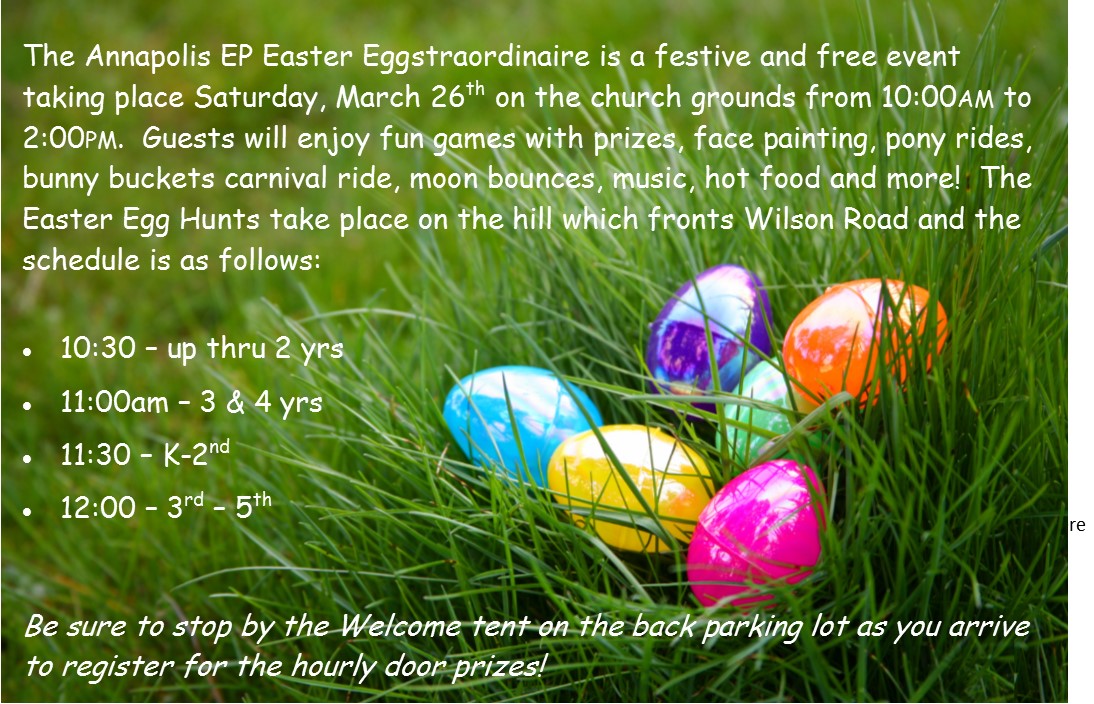 The Annapolis EP Easter Eggstraordinaire is a festive and free event
taking place Saturday, March 26th on the church grounds from 10:00AM to
2:00PM.  Guests will enjoy fun games with prizes, face painting, pony rides,
bunny buckets carnival ride, moon bounces, music, hot food and more!  The
Easter Egg Hunts take place on the hill which fronts Wilson Road and the
schedule is as follows:
• 10:30 – up thru 2 yrs
• 11:00am – 3 & 4 yrs
• 11:30 – K-2nd
• 12:00 – 3rd – 5th
re
Be sure to stop by the Welcome tent on the back parking lot as you arrive
to register for the hourly door prizes!